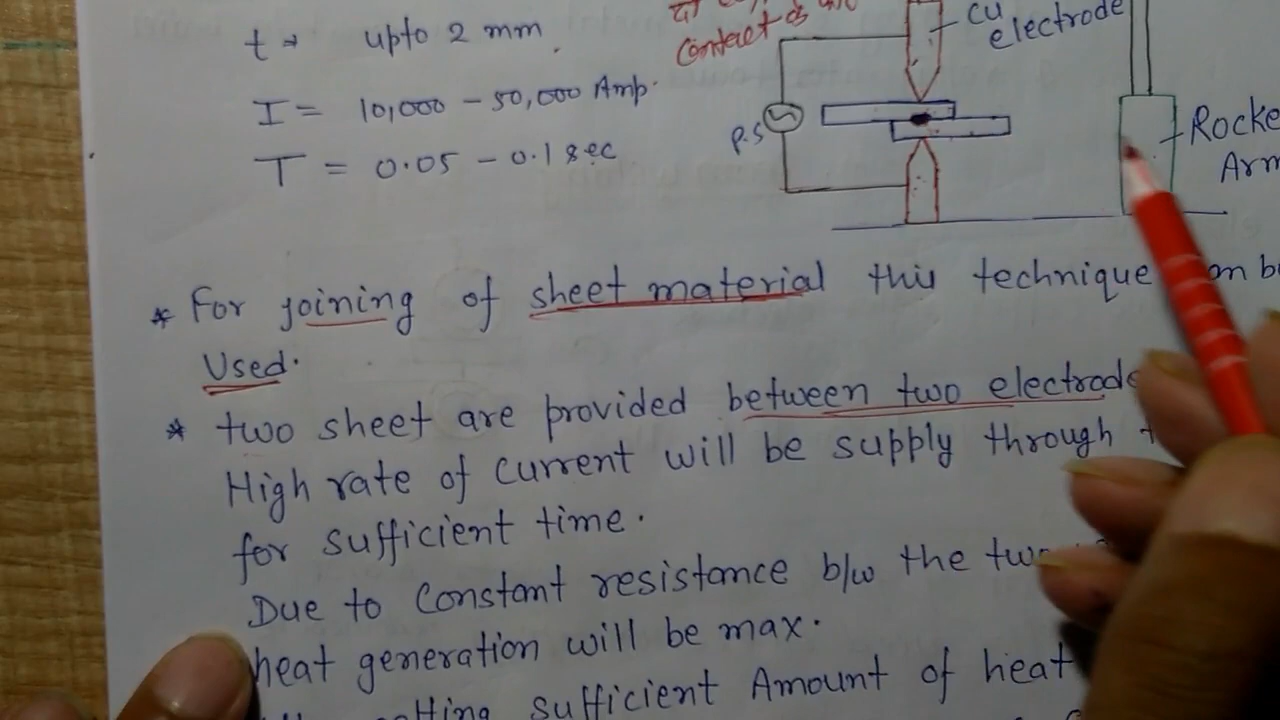 t → upto 2 mm.
contact
I = 10,000 - 50,000 Amp.
T = 0.05 - 0.1 sec
Cu electrode
P.S
Rocke
Arm
* For joining of sheet material this technique
Used.
* two sheet are provided between two electrode
High rate of current will be supply through
for sufficient time.
Due to constant resistance b/w the two
heat generation will be max.
sufficient Amount of heat